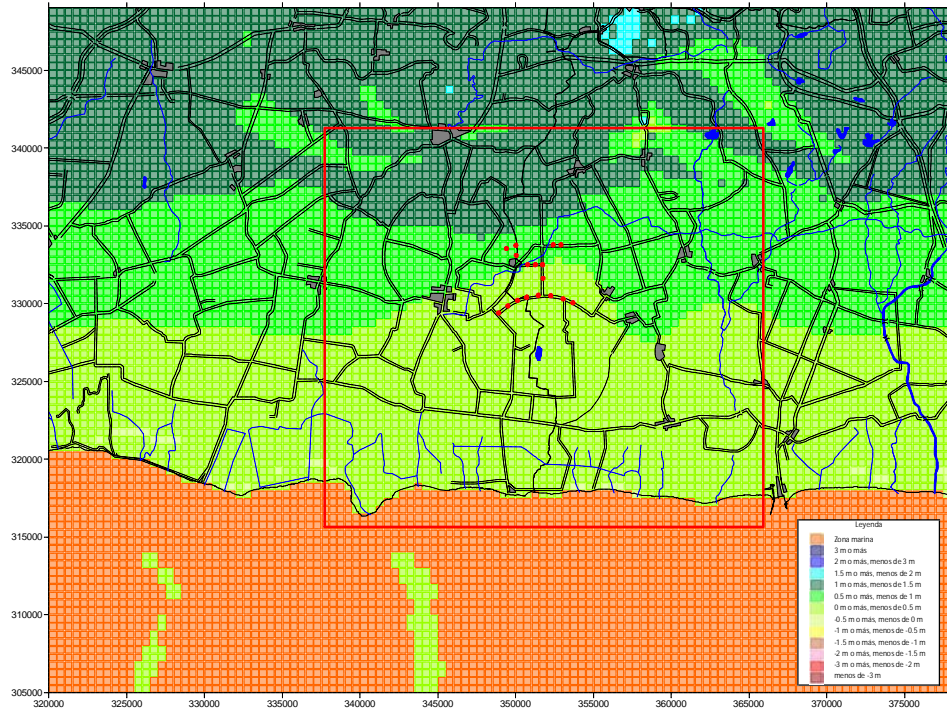 345000
340000
335000
330000
325000
320000
315000
310000
305000
320000
325000
330000
335000
340000
345000
350000
355000
360000
365000
370000
375000
Leyenda
Zona marina
3 m o más
2 m o más, menos de 3 m
1.5 m o más, menos de 2 m
1 m o más, menos de 1.5 m
0.5 m o más, menos de 1 m
0 m o más, menos de 0.5 m
-0.5 m o más, menos de 0 m
-1 m o más, menos de -0.5 m
-1.5 m o más, menos de -1 m
-2 m o más, menos de -1.5 m
-3 m o más, menos de -2 m
menos de -3 m